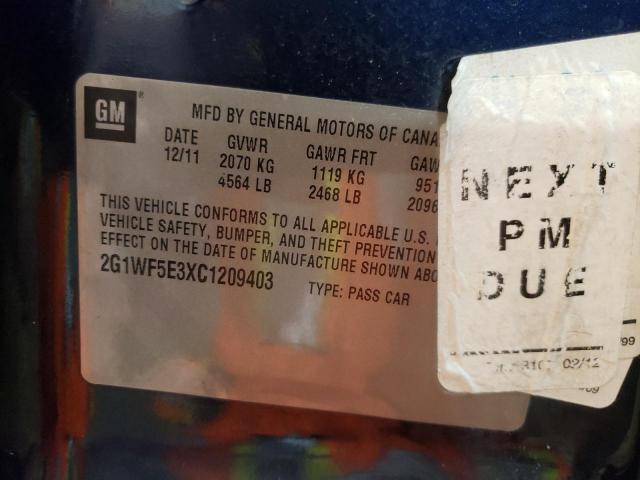 GM ®
MFD BY GENERAL MOTORS OF CANA
DATE GVWR GAWR FRT GAW
12/11 2070 KG 1119 KG 951
4564 LB 2468 LB 2096
THIS VEHICLE CONFORMS TO ALL APPLICABLE U.S.
VEHICLE SAFETY, BUMPER, AND THEFT PREVENTION
EFFECT ON THE DATE OF MANUFACTURE SHOWN ABO
2G1WF5E3XC1209403 TYPE: PASS CAR
NEXT
PM
DUE
/99
02/12